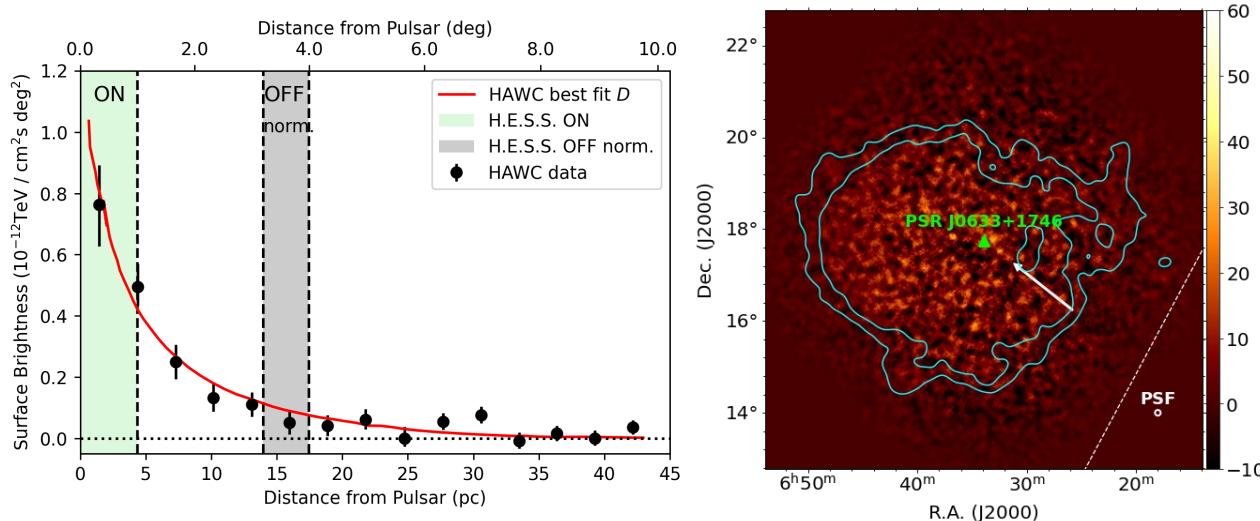 Distance from Pulsar (deg)
0.0 2.0 4.0 6.0 8.0 10.0
1.2
1.0
0.8
0.6
0.4
0.2
0.0
Surface Brightness (10⁻¹²TeV / cm²s deg²)
ON
OFF
norm.
HAWC best fit D
H.E.S.S. ON
H.E.S.S. OFF norm.
HAWC data
0 5 10 15 20 25 30 35 40 45
Distance from Pulsar (pc)
22°
20°
18°
16°
14°
Dec. (J2000)
PSR J0633+1746
PSF
6ʰ50ᵐ 40ᵐ 30ᵐ 20ᵐ
R.A. (J2000)
60
50
40
30
20
10
0
−10